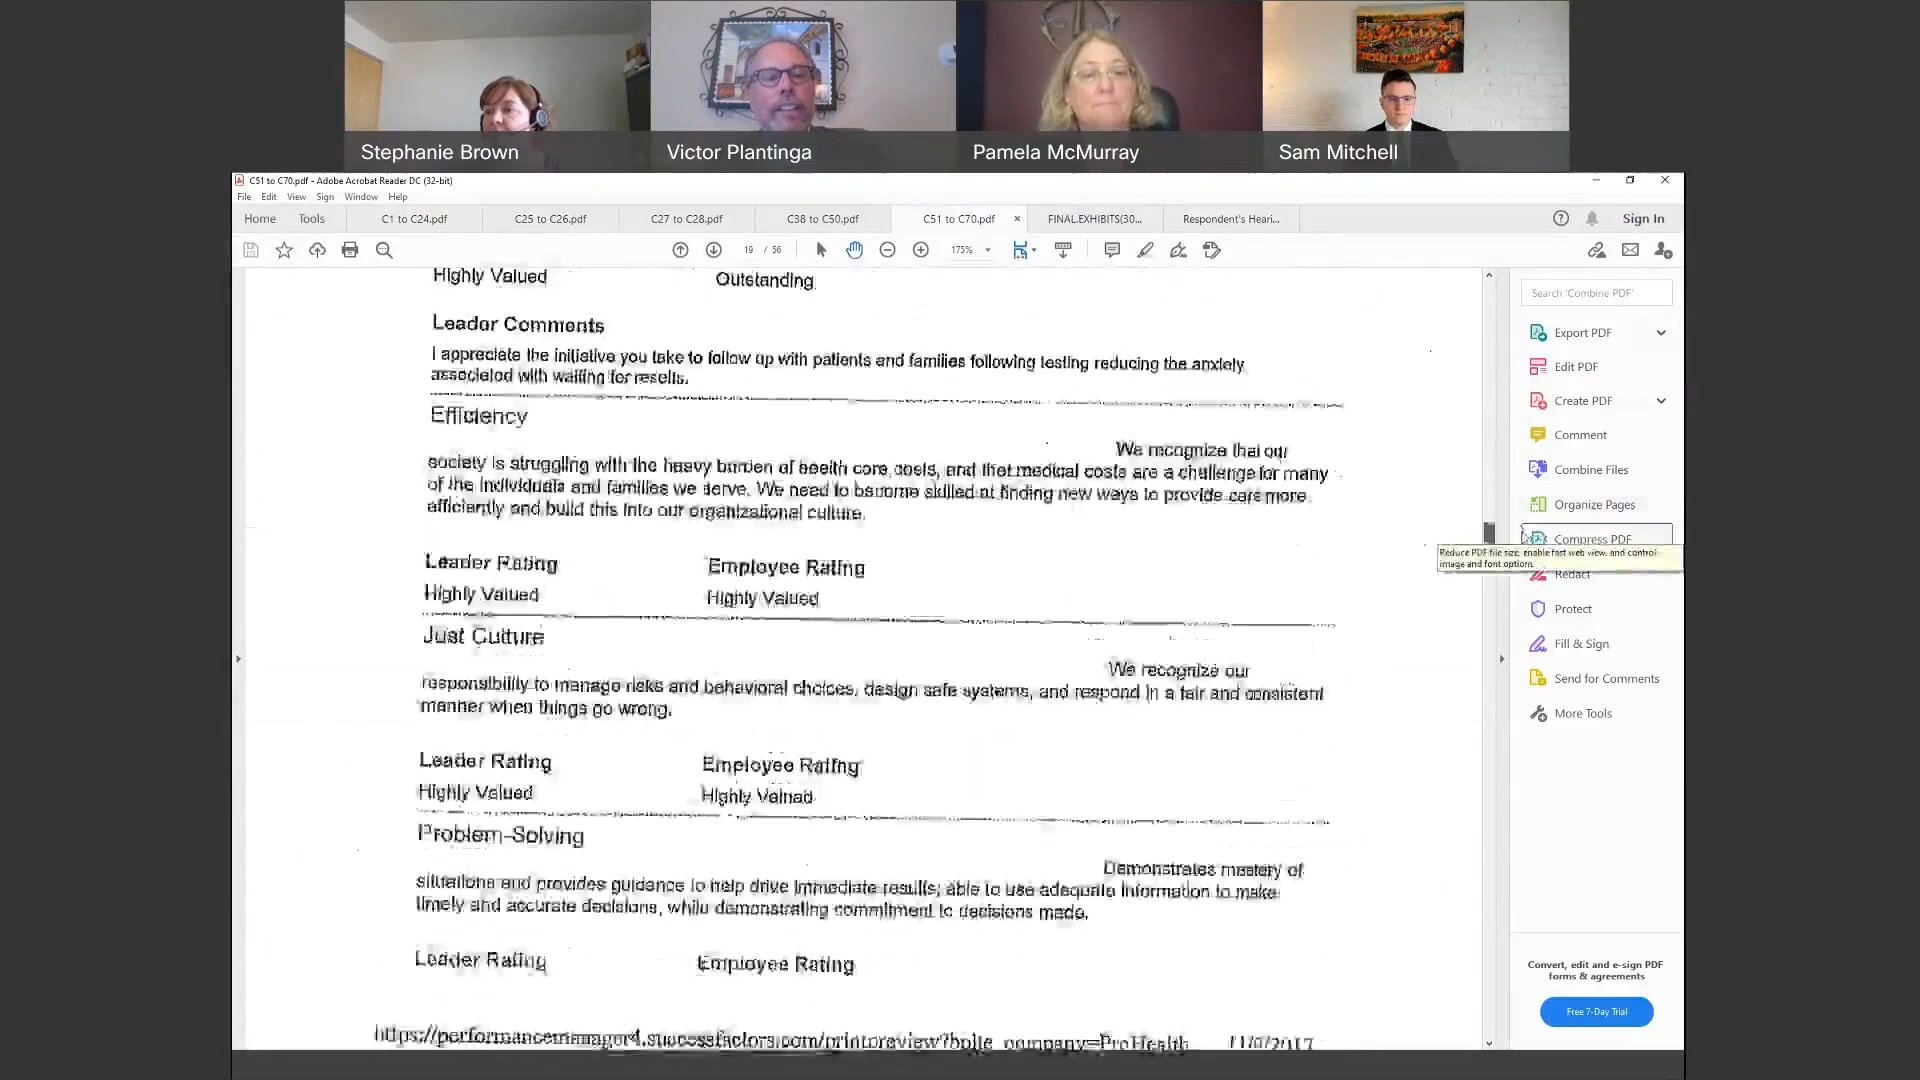 Stephanie Brown
Victor Plantinga
Pamela McMurray
Sam Mitchell
C51 to C70.pdf - Adobe Acrobat Reader DC (32-bit)
File Edit View Sign Window Help
Home Tools C1 to C24.pdf C25 to C26.pdf C27 to C28.pdf C38 to C50.pdf C51 to C70.pdf FINAL.EXHIBITS(30... Respondent's Heari... Sign In
19 / 56 175%
Highly Valued Outstanding
Leader Comments
I appreciate the initiative you take to follow up with patients and families following testing reducing the anxiety
associated with waiting for results.
Efficiency
We recognize that our
society is struggling with the heavy burden of health care costs, and that medical costs are a challenge for many
of the individuals and families we serve. We need to become skilled at finding new ways to provide care more
efficiently and build this into our organizational culture.
Leader Rating Employee Rating
Highly Valued Highly Valued
Just Culture
We recognize our
responsibility to manage risks and behavioral choices, design safe systems, and respond in a fair and consistent
manner when things go wrong.
Leader Rating Employee Rating
Highly Valued Highly Valued
Problem-Solving
Demonstrates mastery of
situations and provides guidance to help drive immediate results; able to use adequate information to make
timely and accurate decisions, while demonstrating commitment to decisions made.
Leader Rating Employee Rating
Search 'Combine PDF'
Export PDF
Edit PDF
Create PDF
Comment
Combine Files
Organize Pages
Compress PDF
Reduce PDF file size, enable fast web view, and control
image and font options.
Redact
Protect
Fill & Sign
Send for Comments
More Tools
Convert, edit and e-sign PDF
forms & agreements
Free 7-Day Trial